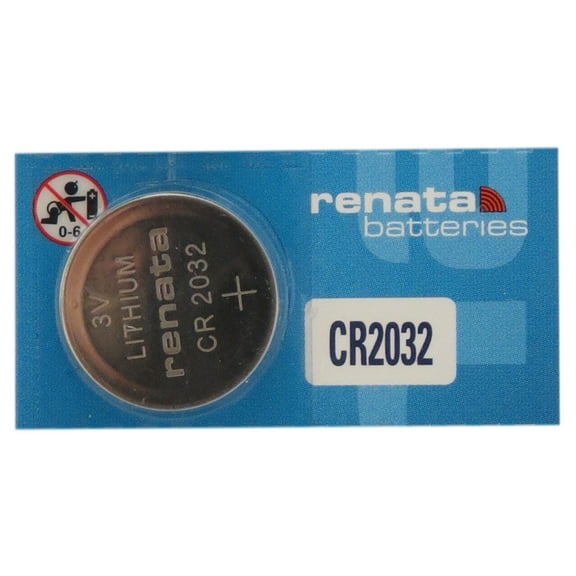 0-6
3V
LITHIUM
renata
CR 2032
+
renata
batteries
CR2032